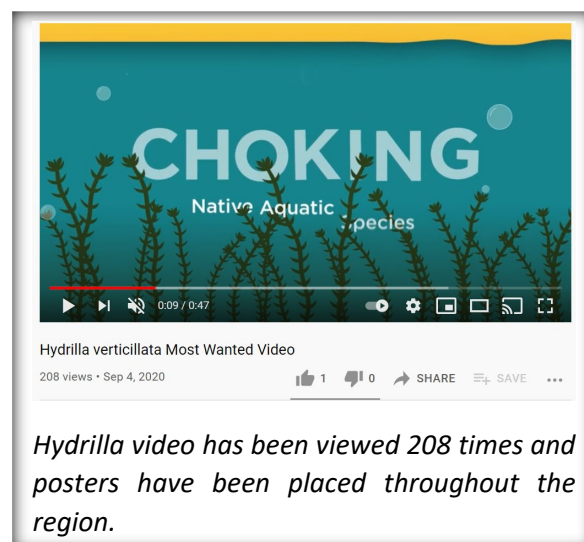 CHOKING
Native Aquatic
Species
0:09 / 0:47
Hydrilla verticillata Most Wanted Video
208 views • Sep 4, 2020
1 0 SHARE SAVE
Hydrilla video has been viewed 208 times and
posters have been placed throughout the
region.